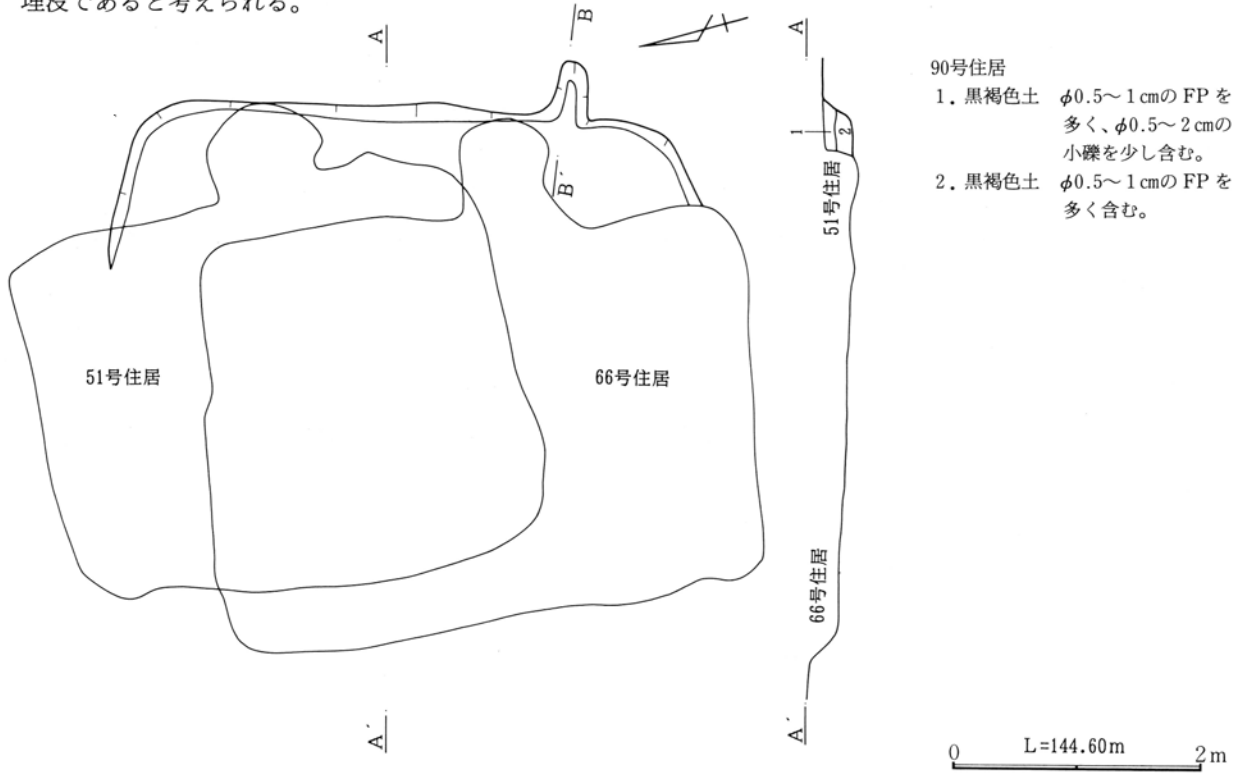 埋没であると考えられる。
A
B
A
90号住居
1．黒褐色土　φ0.5～1cmのFPを
多く、φ0.5～2cmの
小礫を少し含む。
2．黒褐色土　φ0.5～1cmのFPを
多く含む。
1
2
B'
51号住居
51号住居
66号住居
66号住居
A'
A'
L=144.60m
0
2m